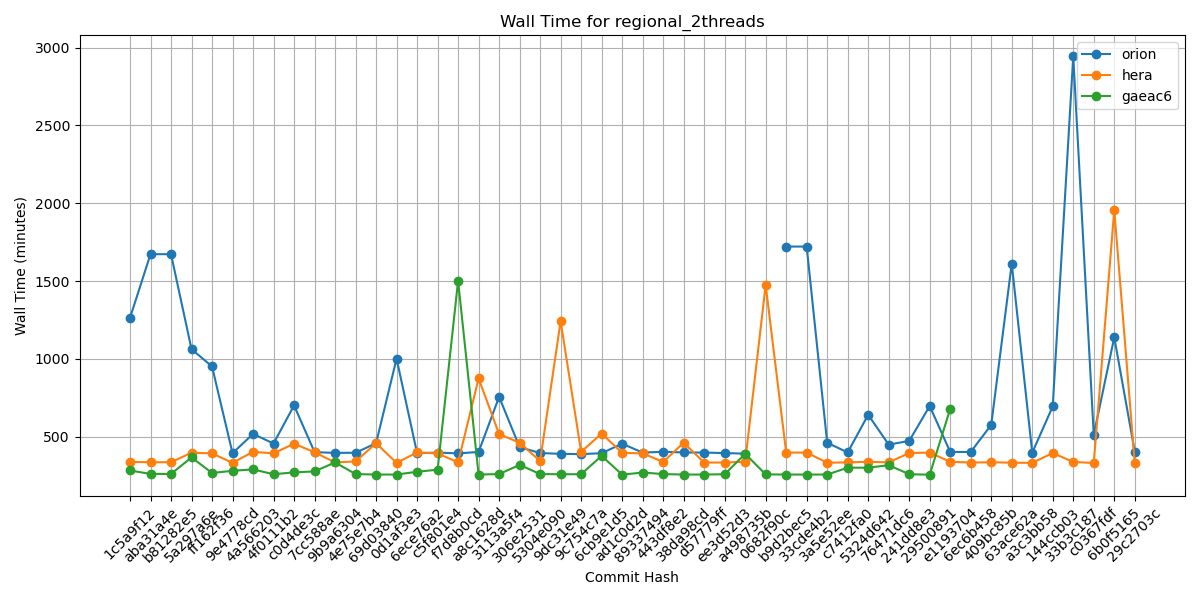 Wall Time for regional_2threads
orion
hera
gaeac6
Wall Time (minutes)
3000
2500
2000
1500
1000
500
1c5a9f12
aba311a4e
b81282e5
5a2971a6e
ff162f36
9e4778cd
4a566203
4f0111b2
c0d4de3c
7cc588ae
9b9a6304
4e75e7b4
69d03840
0d1af3e3
6ece76a2
c5f801e4
f7d8b0cd
a8c1628d
3113a5f4
306e2531
5304e090
9dc31e49
9c754c7a
6cb9e1d5
ad1c0d2d
89337494
443df8e2
38da98cd
d57779ff
ee3d52d3
a498735b
0682f90c
b9d2bec5
33cde4b2
3a5e52ee
c7412fa0
5324d642
76471dc6
241dd8e3
29500891
e1193704
6ec6b458
409bc85b
63ace62a
a3c3bb58
144ccb03
33b3c187
c0367fdf
6b0f5165
29c2703c
Commit Hash